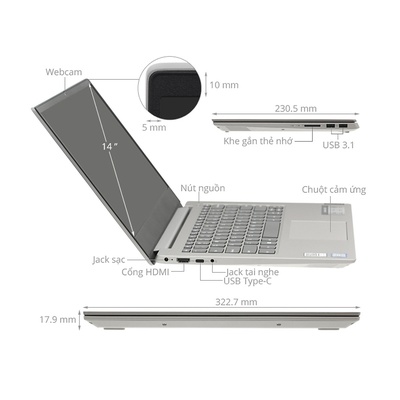 Webcam
10 mm
5 mm
230.5 mm
Khe gắn thẻ nhớ
USB 3.1
14 ”
Nút nguồn
Chuột cảm ứng
Jack sạc
Cổng HDMI
Jack tai nghe
USB Type-C
322.7 mm
17.9 mm